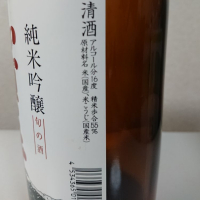 清酒
アルコール分16度 精米歩合55%
原材料名 米(国産)、米こうじ(国産米)
純米吟醸
旬の酒